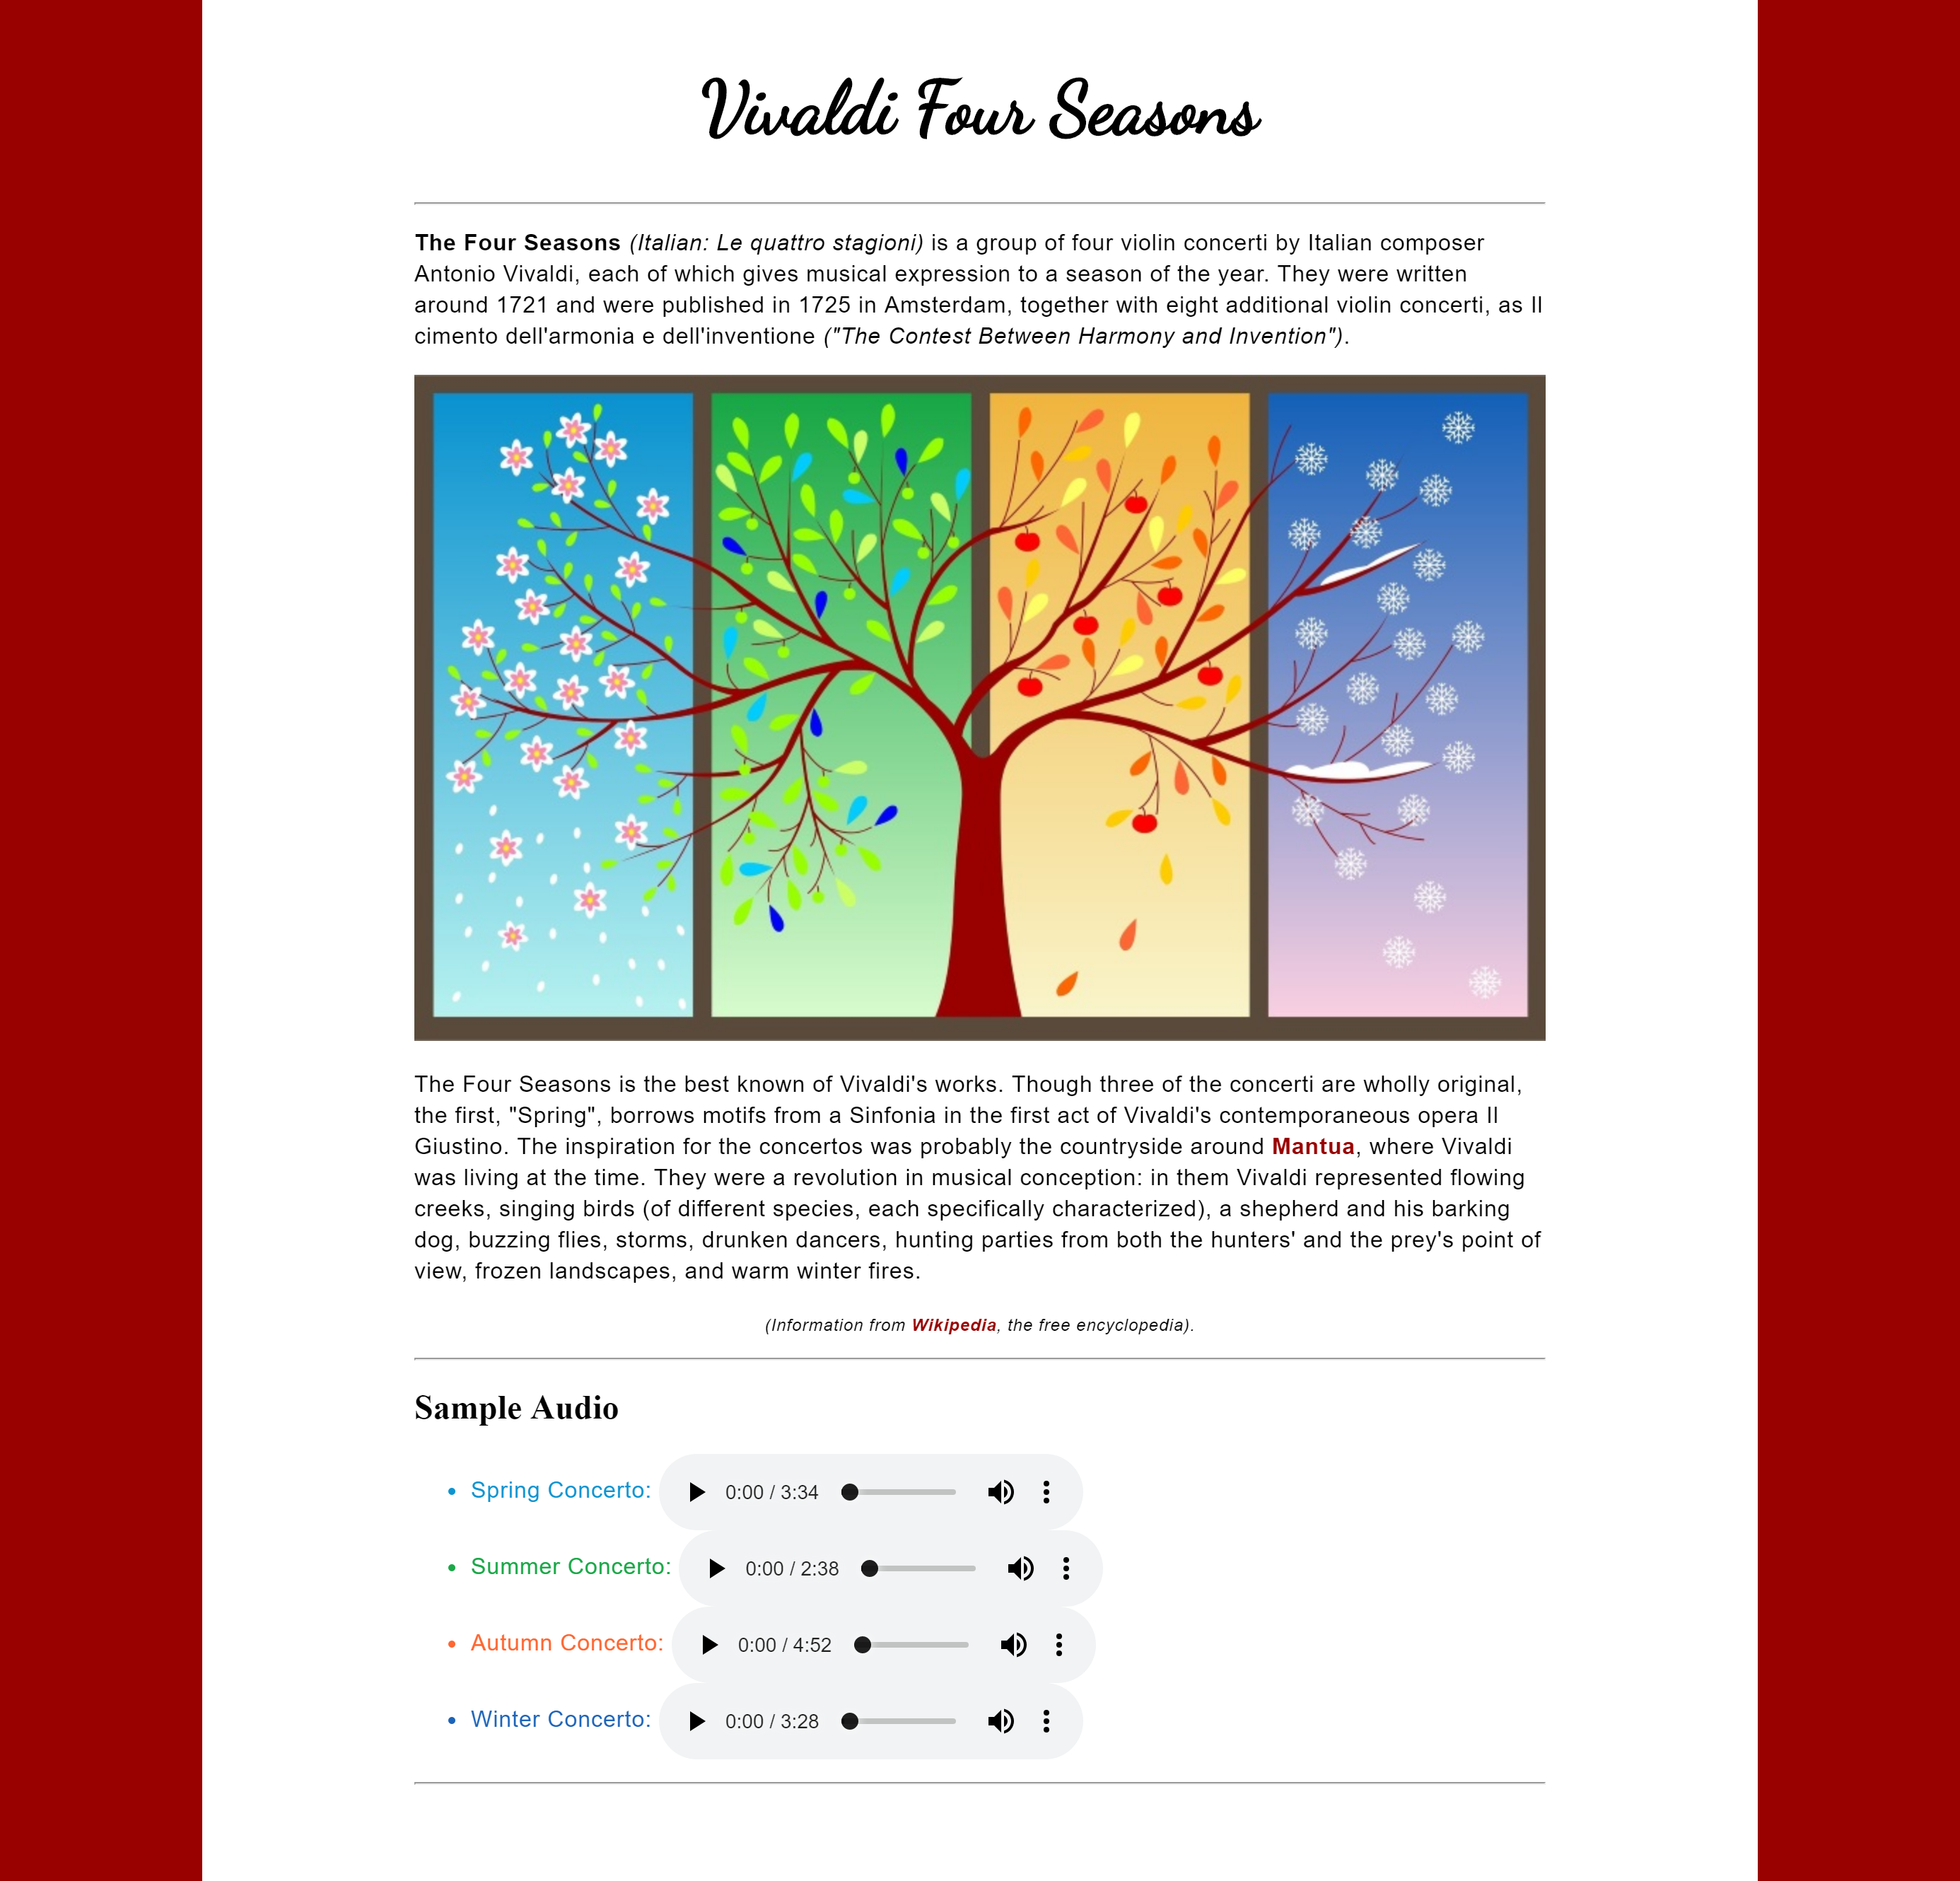 Vivaldi Four Seasons
The Four Seasons (Italian: Le quattro stagioni) is a group of four violin concerti by Italian composer
Antonio Vivaldi, each of which gives musical expression to a season of the year. They were written
around 1721 and were published in 1725 in Amsterdam, together with eight additional violin concerti, as Il
cimento dell'armonia e dell'inventione ("The Contest Between Harmony and Invention").
The Four Seasons is the best known of Vivaldi's works. Though three of the concerti are wholly original,
the first, "Spring", borrows motifs from a Sinfonia in the first act of Vivaldi's contemporaneous opera Il
Giustino. The inspiration for the concertos was probably the countryside around Mantua, where Vivaldi
was living at the time. They were a revolution in musical conception: in them Vivaldi represented flowing
creeks, singing birds (of different species, each specifically characterized), a shepherd and his barking
dog, buzzing flies, storms, drunken dancers, hunting parties from both the hunters' and the prey's point of
view, frozen landscapes, and warm winter fires.
(Information from Wikipedia, the free encyclopedia).
Sample Audio
• Spring Concerto: 0:00 / 3:34
• Summer Concerto: 0:00 / 2:38
• Autumn Concerto: 0:00 / 4:52
• Winter Concerto: 0:00 / 3:28